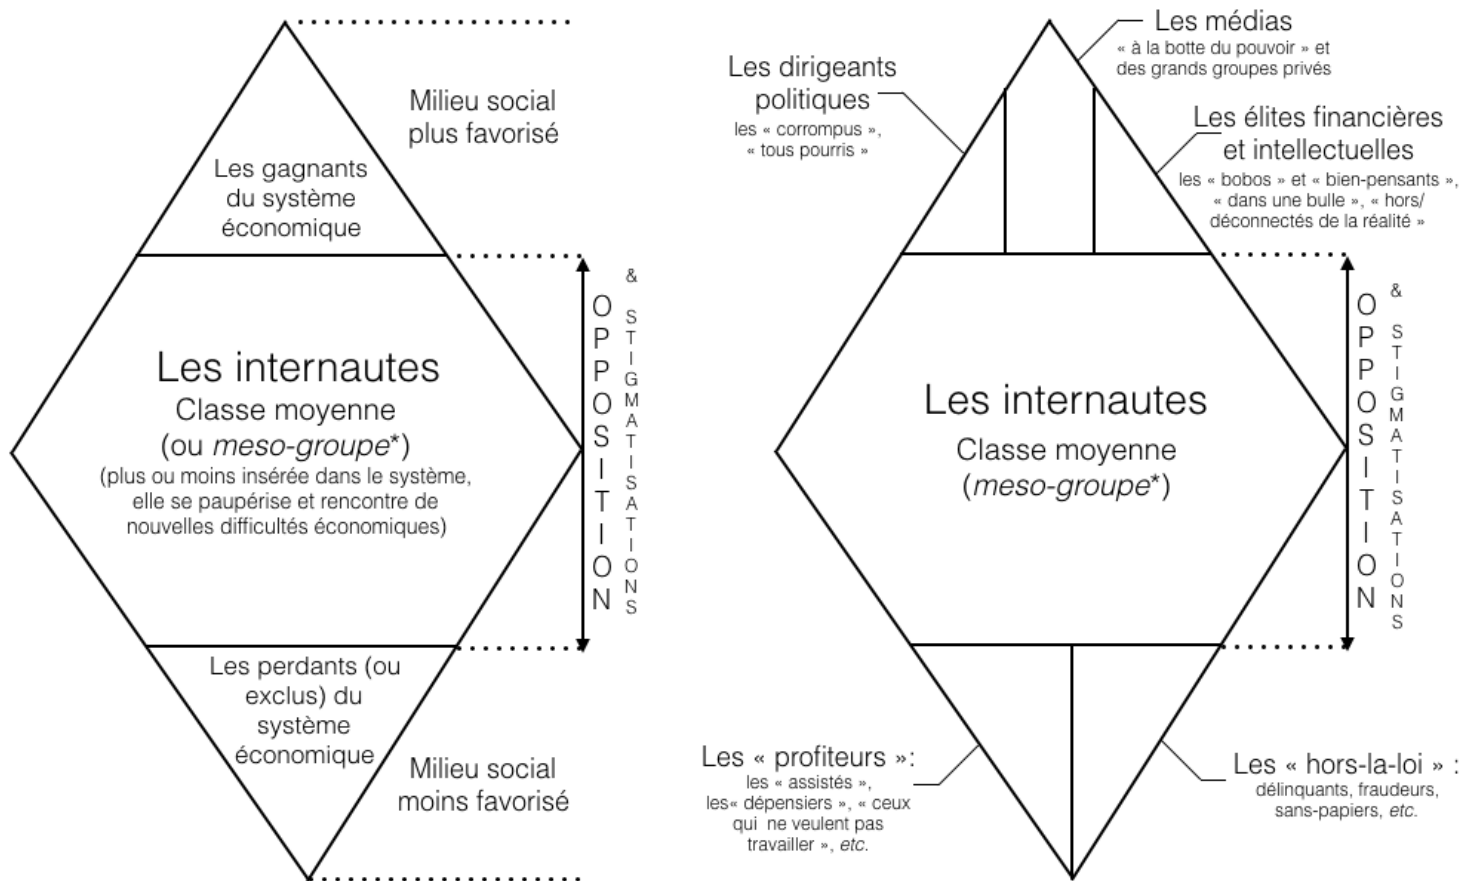 Milieu social
plus favorisé
Les gagnants
du système
économique
Les internautes
Classe moyenne
(ou meso-groupe*)
(plus ou moins insérée dans le système,
elle se paupérise et rencontre de
nouvelles difficultés économiques)
OPPOSITION
& STIGMATISATIONS
Les perdants (ou
exclus) du
système
économique
Milieu social
moins favorisé
Les médias
« à la botte du pouvoir » et
des grands groupes privés
Les dirigeants
politiques
les « corrompus »,
« tous pourris »
Les élites financières
et intellectuelles
les « bobos » et « bien-pensants »,
« dans une bulle », « hors/
déconnectés de la réalité »
Les internautes
Classe moyenne
(meso-groupe*)
OPPOSITION
& STIGMATISATIONS
Les « profiteurs »:
les « assistés »,
les« dépensiers », « ceux
qui ne veulent pas
travailler », etc.
Les « hors-la-loi » :
délinquants, fraudeurs,
sans-papiers, etc.